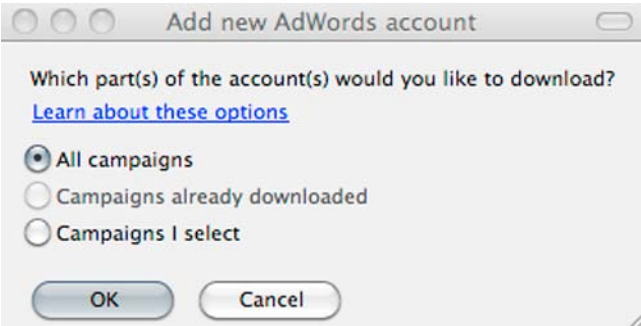 Add new AdWords account
Which part(s) of the account(s) would you like to download?
Learn about these options
All campaigns
Campaigns already downloaded
Campaigns I select
OK
Cancel